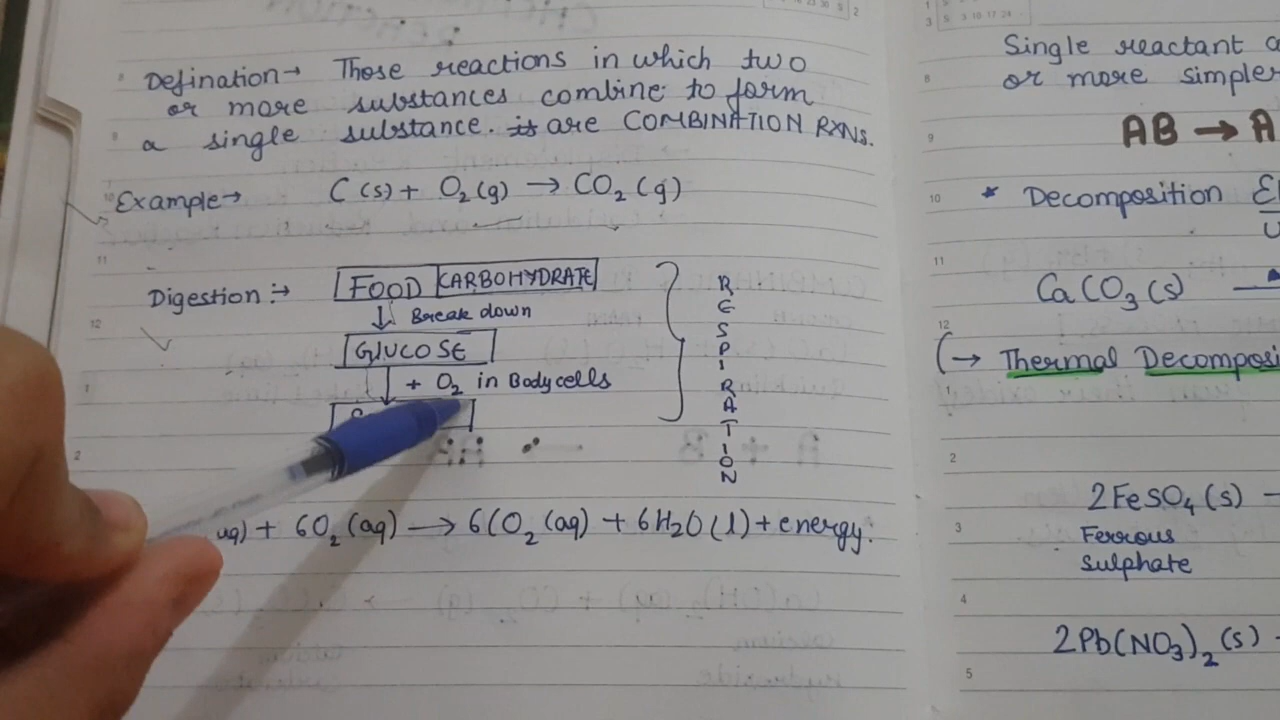 Defination→ Those reactions in which two
or more substances combine to form
a single substance. are COMBINATION RXNs.
Example→ C (s) + O₂ (g) → CO₂ (g)
Digestion :→ FOOD CARBOHYDRATE
↓ Break down
GLUCOSE
↓ + O₂ in Body cells
RESPIRATION
aq) + 6O₂ (aq) → 6CO₂ (aq) + 6H₂O (l) + energy.
Single reactant
or more simpler
AB → A
* Decomposition
CaCO₃ (s)
(→ Thermal Decomposi
2FeSO₄ (s)
Ferrous
sulphate
2Pb(NO₃)₂ (s)